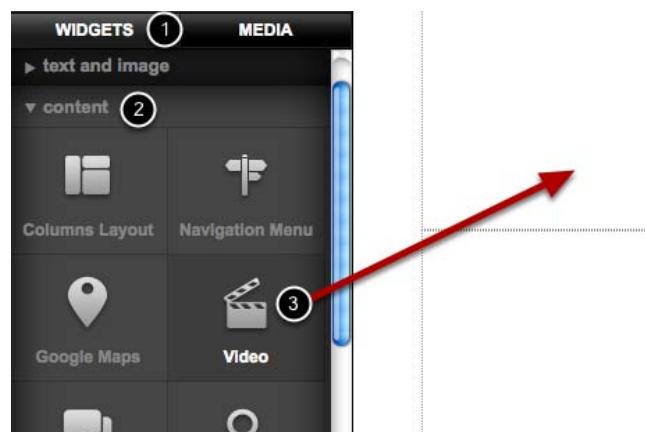 WIDGETS 1 MEDIA
text and image
content 2
Columns Layout Navigation Menu
3
Google Maps Video